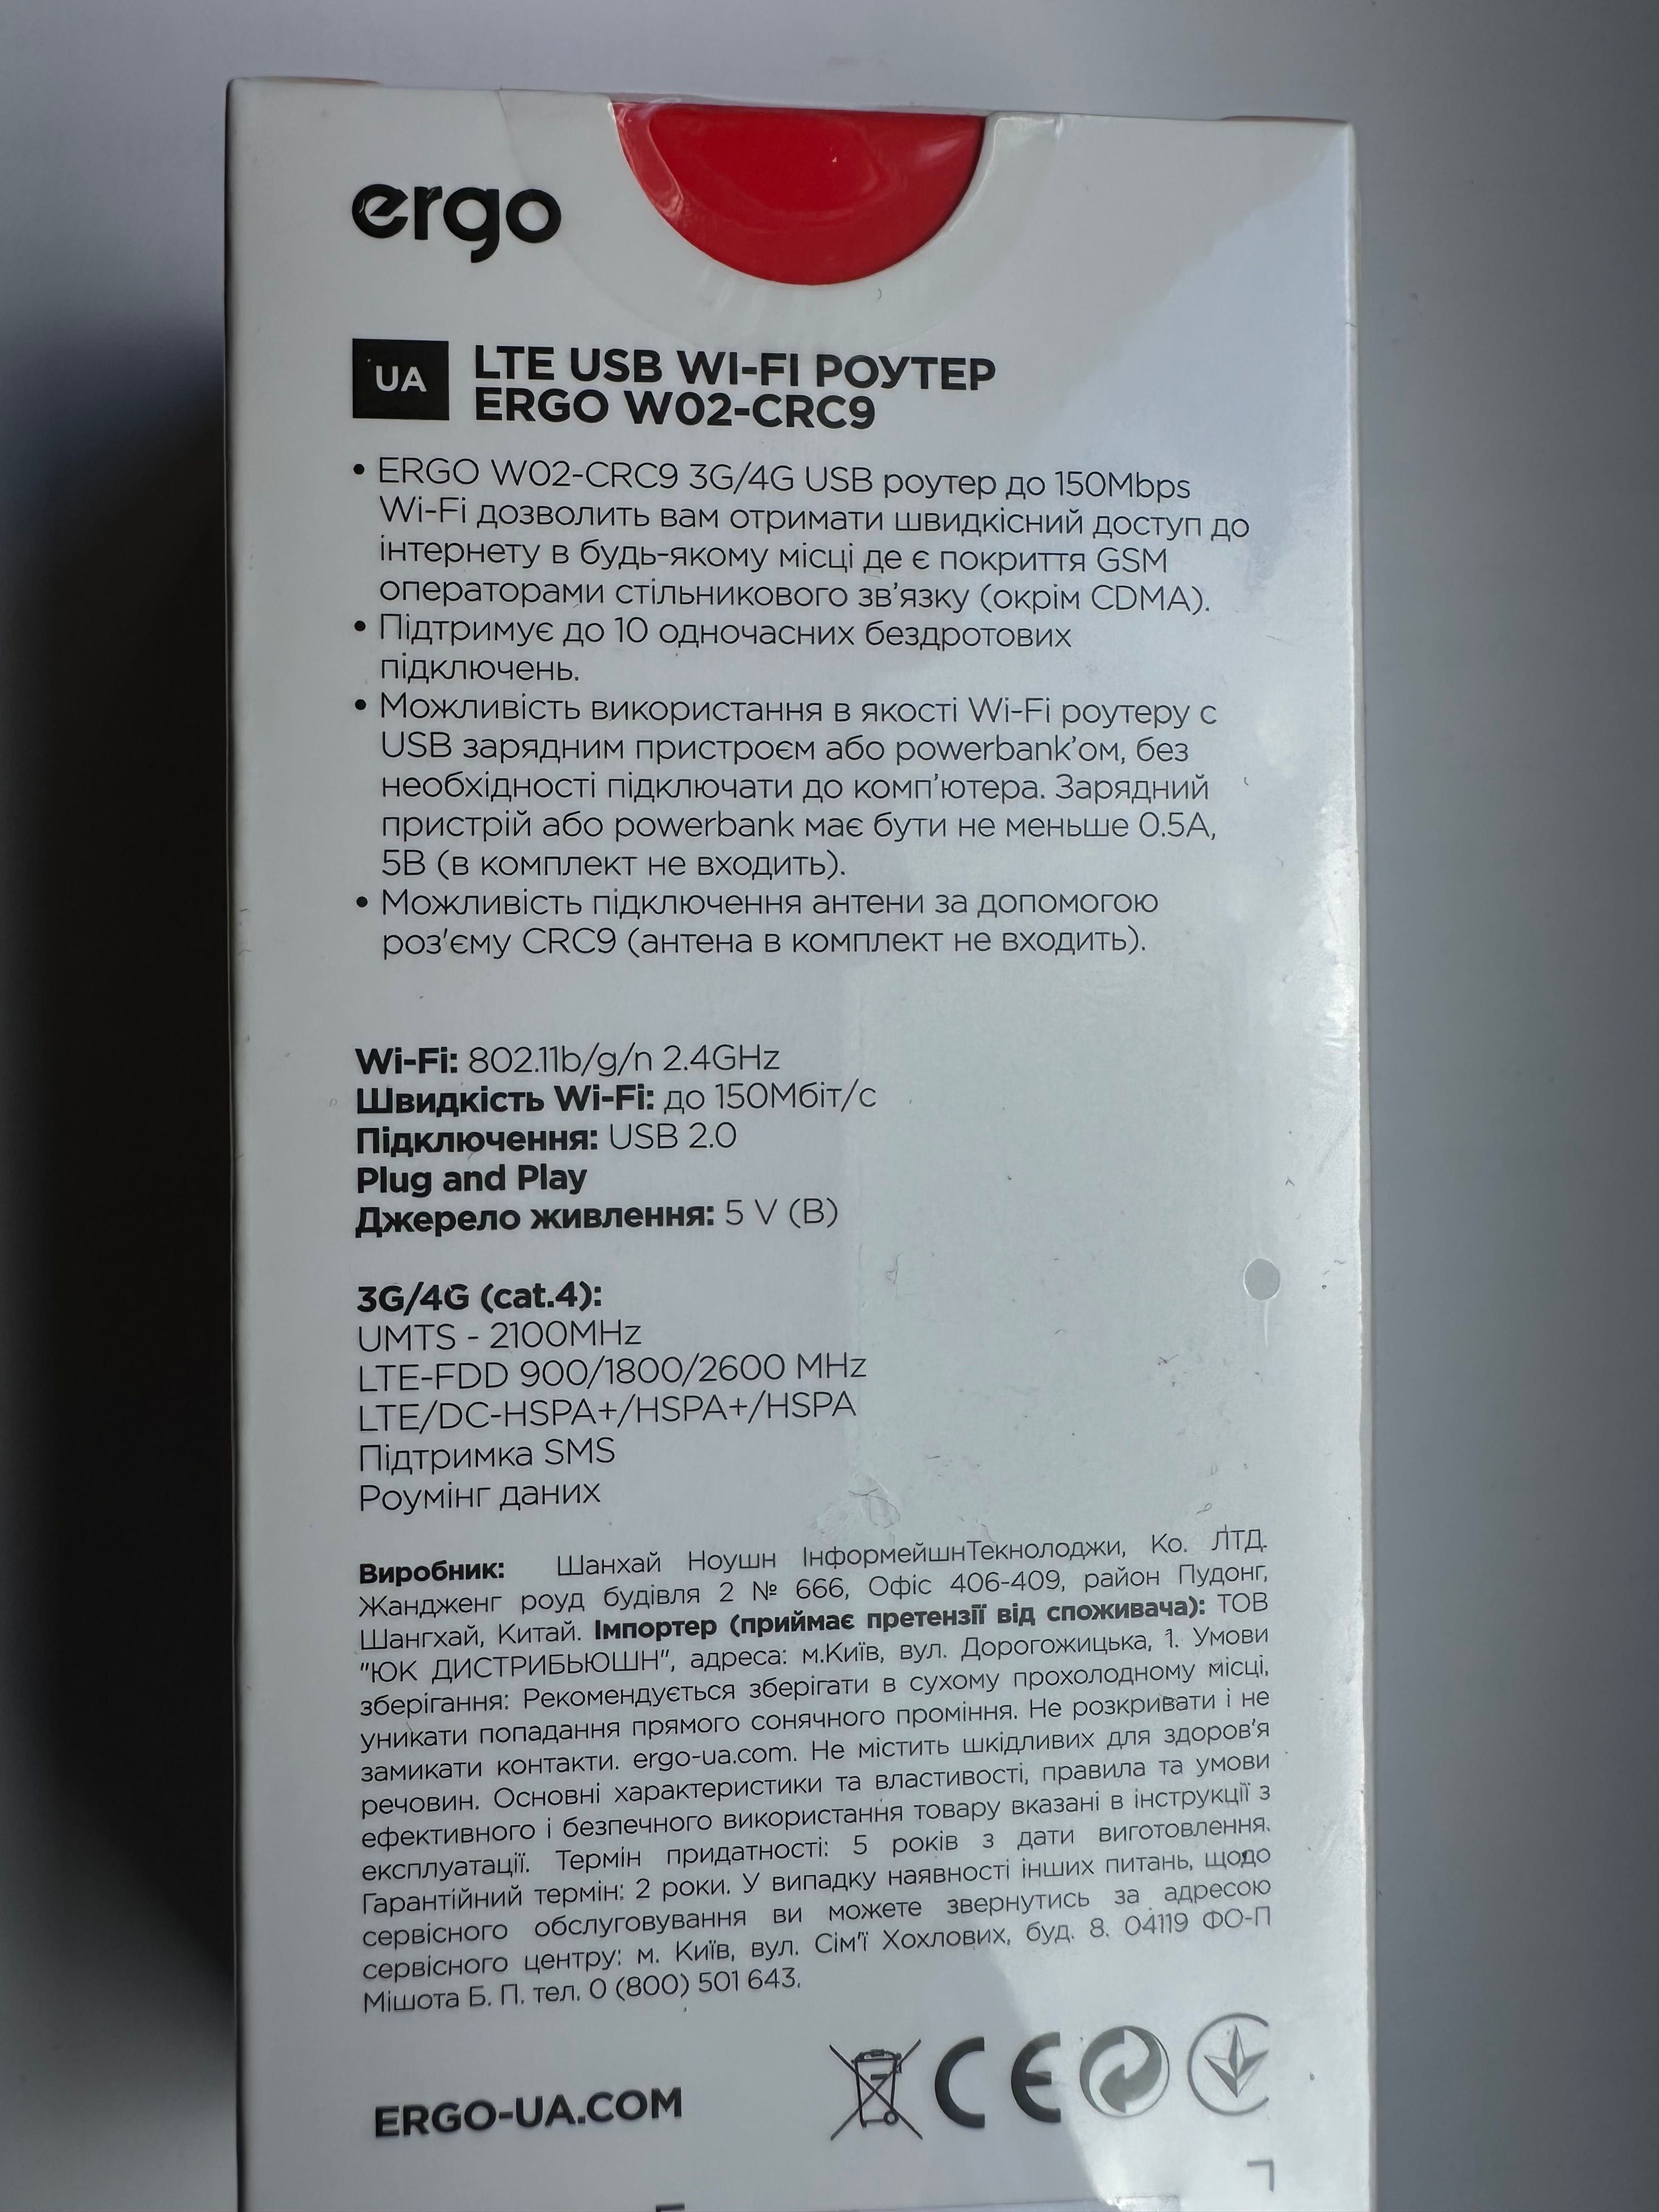 ergo
UA
LTE USB WI-FI РОУТЕР
ERGO W02-CRC9
• ERGO W02-CRC9 3G/4G USB роутер до 150Mbps
Wi-Fi дозволить вам отримати швидкісний доступ до
інтернету в будь-якому місці де є покриття GSM
операторами стільникового зв'язку (окрім CDMA).
• Підтримує до 10 одночасних бездротових
підключень.
• Можливість використання в якості Wi-Fi роутеру с
USB зарядним пристроєм або powerbank'ом, без
необхідності підключати до комп'ютера. Зарядний
пристрій або powerbank має бути не меньше 0.5А,
5В (в комплект не входить).
• Можливість підключення антени за допомогою
роз'єму CRC9 (антена в комплект не входить).
Wi-Fi: 802.11b/g/n 2.4GHz
Швидкість Wi-Fi: до 150Мбіт/с
Підключення: USB 2.0
Plug and Play
Джерело живлення: 5 V (В)
3G/4G (cat.4):
UMTS - 2100MHz
LTE-FDD 900/1800/2600 MHz
LTE/DC-HSPA+/HSPA+/HSPA
Підтримка SMS
Роумінг даних
Виробник: Шанхай Ноушн ІнформейшнТекнолоджи, Ко. ЛТД.
Жандженг роуд будівля 2 № 666, Офіс 406-409, район Пудонг,
Шангхай, Китай. Імпортер (приймає претензії від споживача): ТОВ
"ЮК ДИСТРИБЬЮШН", адреса: м.Київ, вул. Дорогожицька, 1. Умови
зберігання: Рекомендується зберігати в сухому прохолодному місці,
уникати попадання прямого сонячного проміння. Не розкривати і не
замикати контакти. ergo-ua.com. Не містить шкідливих для здоров'я
речовин. Основні характеристики та властивості, правила та умови
ефективного і безпечного використання товару вказані в інструкції з
експлуатації. Термін придатності: 5 років з дати виготовлення.
Гарантійний термін: 2 роки. У випадку наявності інших питань, щодо
сервісного обслуговування ви можете звернутись за адресою
сервісного центру: м. Київ, вул. Сім'ї Хохлових, буд. 8. 04119 ФО-П
Мішота Б. П. тел. 0 (800) 501 643.
ERGO-UA.COM
CE